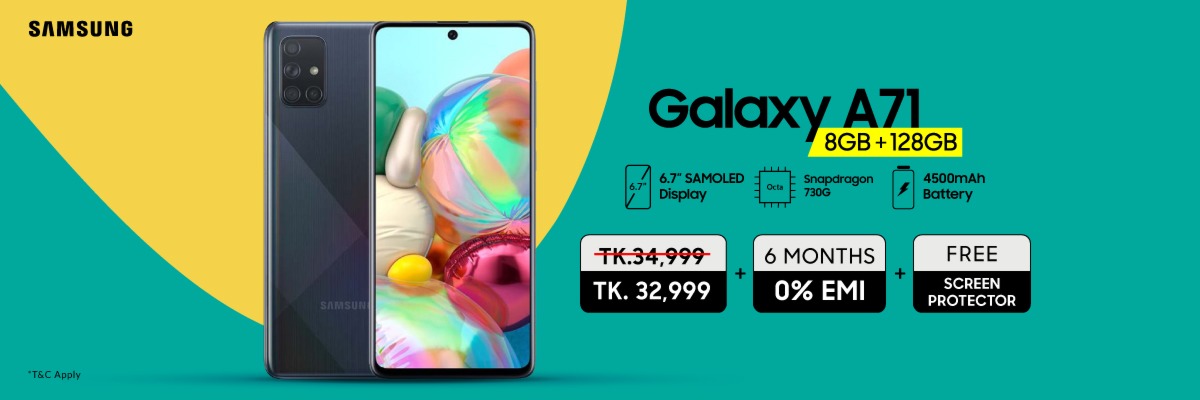 SAMSUNG
SAMSUNG
Galaxy A71
8GB + 128GB
6.7"
6.7" SAMOLED
Display
Octa
Snapdragon
730G
4500mAh
Battery
TK.34,999
TK. 32,999
+
6 MONTHS
0% EMI
+
FREE
SCREEN
PROTECTOR
*T&C Apply